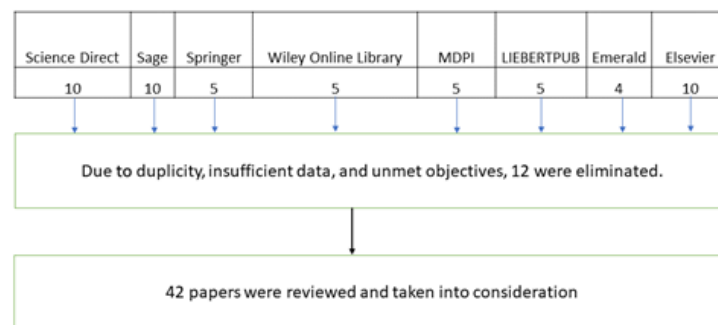 Science Direct Sage Springer Wiley Online Library MDPI LIEBERTPUB Emerald Elsevier
10 10 5 5 5 5 4 10
Due to duplicity, insufficient data, and unmet objectives, 12 were eliminated.
42 papers were reviewed and taken into consideration